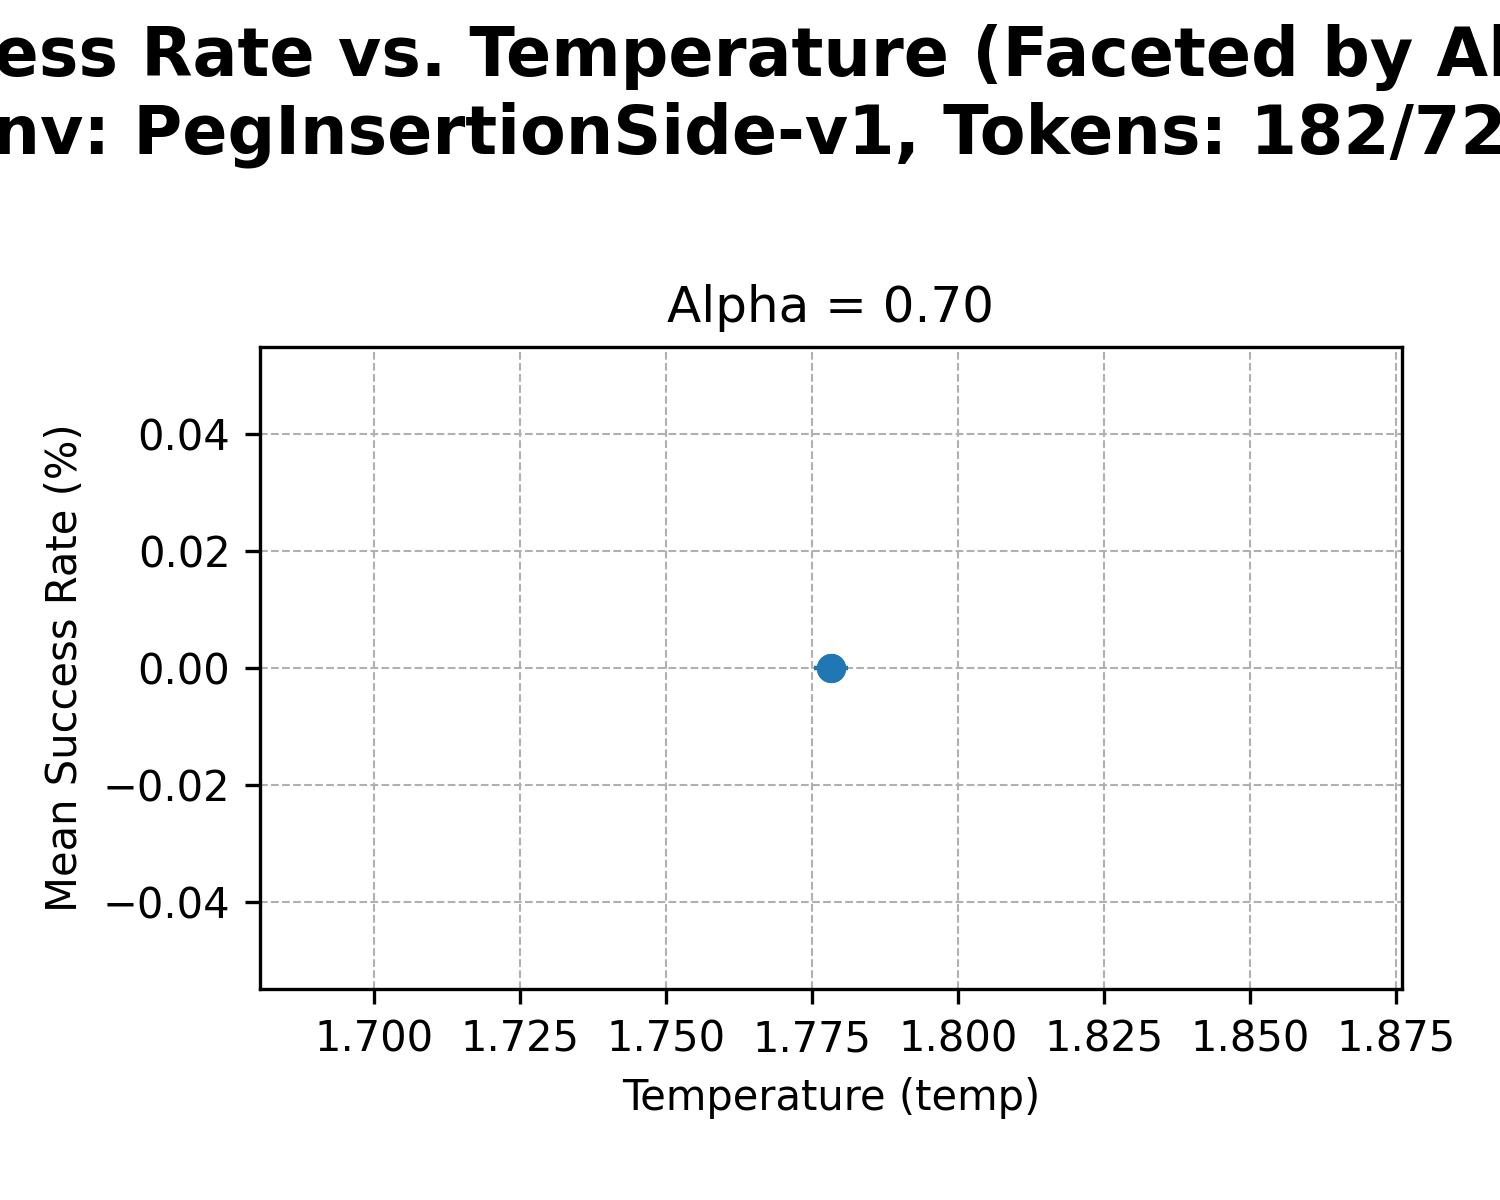 ess Rate vs. Temperature (Faceted by Al
nv: PegInsertionSide-v1, Tokens: 182/72
Alpha = 0.70
Mean Success Rate (%)
0.04
0.02
0.00
−0.02
−0.04
1.700 1.725 1.750 1.775 1.800 1.825 1.850 1.875
Temperature (temp)